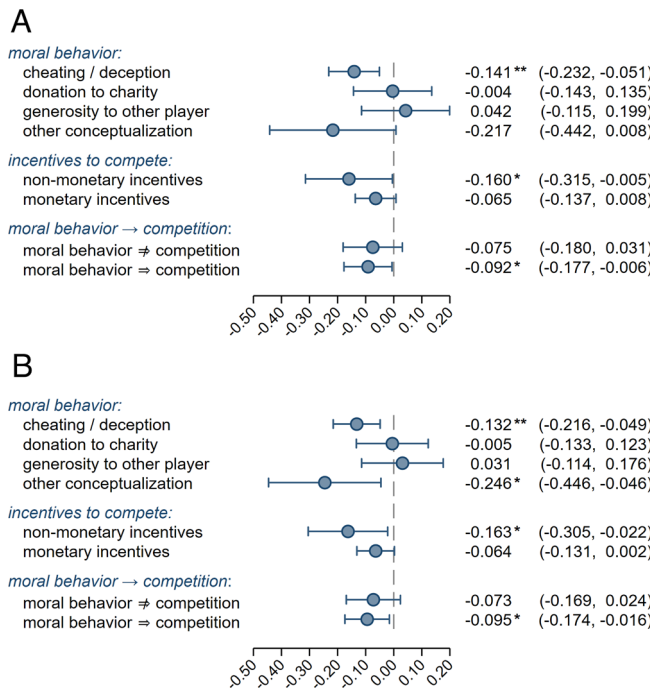 A
moral behavior:
cheating / deception -0.141 ** (-0.232, -0.051)
donation to charity -0.004 (-0.143, 0.135)
generosity to other player 0.042 (-0.115, 0.199)
other conceptualization -0.217 (-0.442, 0.008)
incentives to compete:
non-monetary incentives -0.160 * (-0.315, -0.005)
monetary incentives -0.065 (-0.137, 0.008)
moral behavior → competition:
moral behavior ⇏ competition -0.075 (-0.180, 0.031)
moral behavior ⇒ competition -0.092 * (-0.177, -0.006)
-0.50 -0.40 -0.30 -0.20 -0.10 0.00 0.10 0.20
B
moral behavior:
cheating / deception -0.132 ** (-0.216, -0.049)
donation to charity -0.005 (-0.133, 0.123)
generosity to other player 0.031 (-0.114, 0.176)
other conceptualization -0.246 * (-0.446, -0.046)
incentives to compete:
non-monetary incentives -0.163 * (-0.305, -0.022)
monetary incentives -0.064 (-0.131, 0.002)
moral behavior → competition:
moral behavior ⇏ competition -0.073 (-0.169, 0.024)
moral behavior ⇒ competition -0.095 * (-0.174, -0.016)
-0.50 -0.40 -0.30 -0.20 -0.10 0.00 0.10 0.20